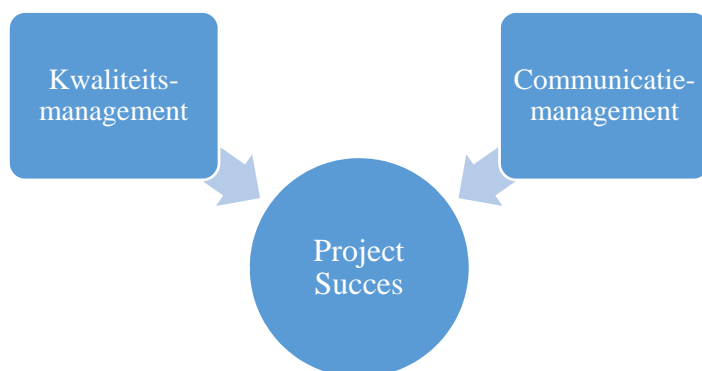 Kwaliteits-
management
Communicatie-
management
Project
Succes